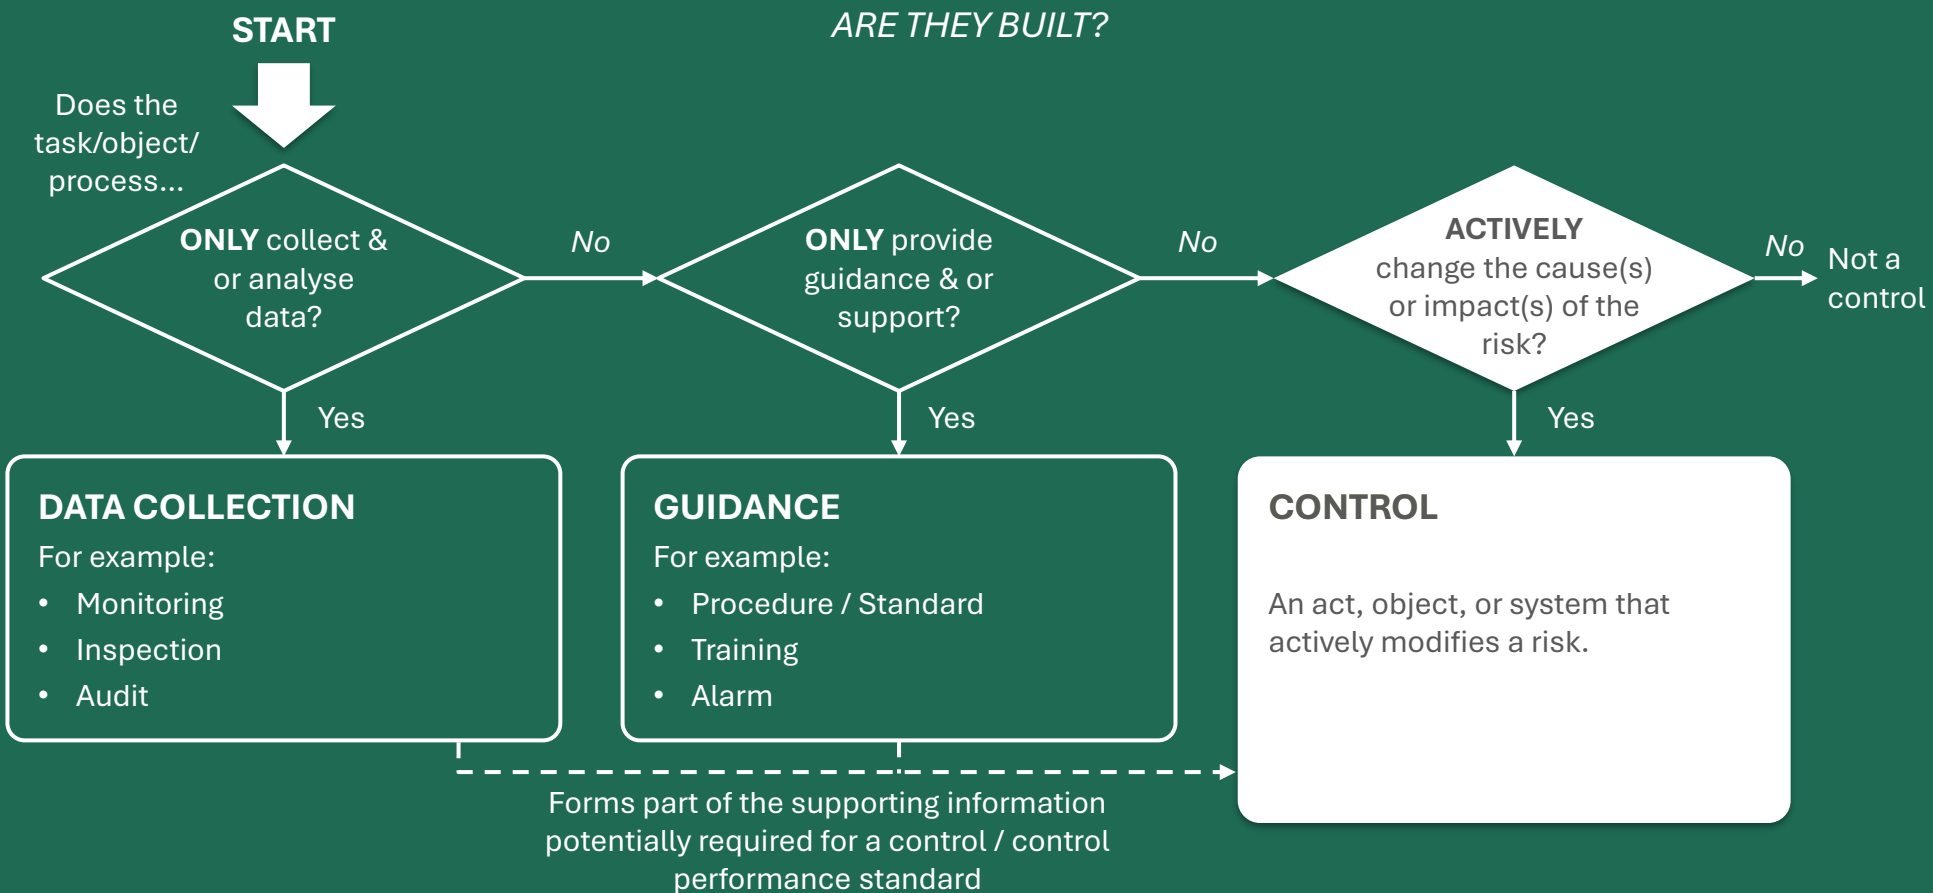 ARE THEY BUILT?
START
Does the
task/object/
process...
ONLY collect &
or analyse
data?
No
ONLY provide
guidance & or
support?
No
ACTIVELY
change the cause(s)
or impact(s) of the
risk?
No
Not a
control
Yes
Yes
Yes
DATA COLLECTION
For example:
• Monitoring
• Inspection
• Audit
GUIDANCE
For example:
• Procedure / Standard
• Training
• Alarm
CONTROL
An act, object, or system that
actively modifies a risk.
Forms part of the supporting information
potentially required for a control / control
performance standard